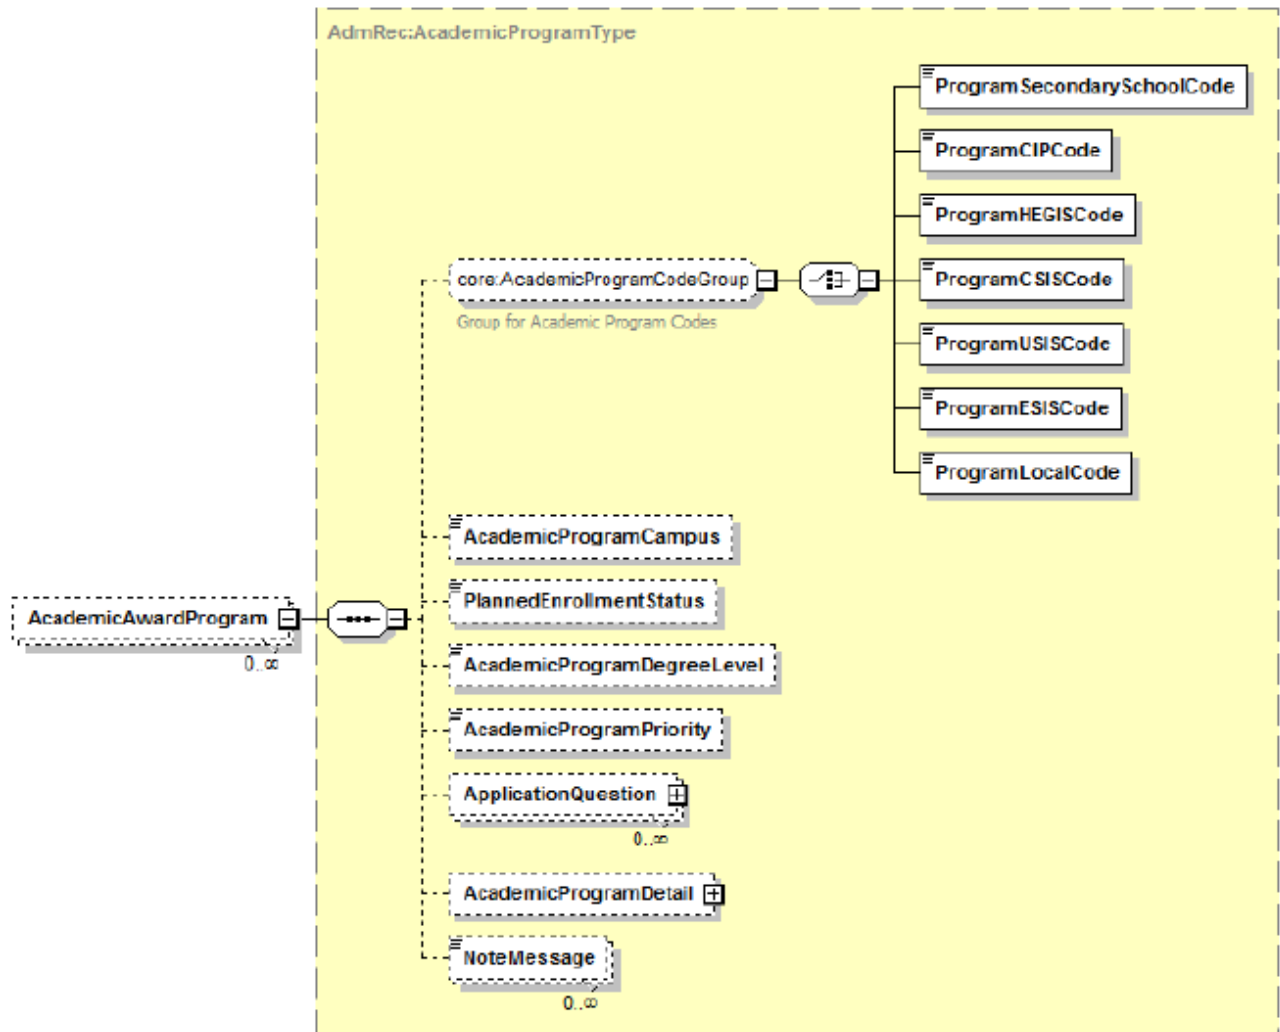 AdmRec:AcademicProgramType
ProgramSecondarySchoolCode
ProgramCIPCode
ProgramHEGISCode
core:AcademicProgramCodeGroup
ProgramCSISCode
Group for Academic Program Codes
ProgramUSISCode
ProgramESISCode
ProgramLocalCode
AcademicProgramCampus
PlannedEnrollmentStatus
AcademicAwardProgram
0..∞
AcademicProgramDegreeLevel
AcademicProgramPriority
ApplicationQuestion
0..∞
AcademicProgramDetail
NoteMessage
0..∞